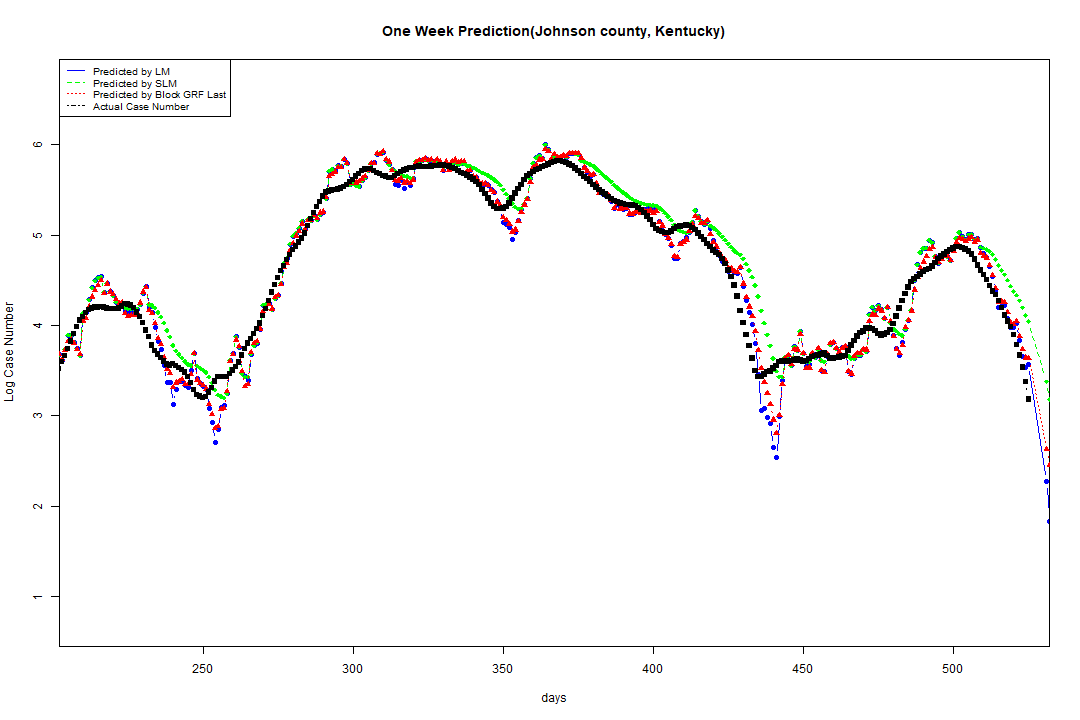 One Week Prediction(Johnson county, Kentucky)
Predicted by LM
Predicted by SLM
Predicted by Block GRF Last
Actual Case Number
6
5
4
3
2
1
Log Case Number
250 300 350 400 450 500
days